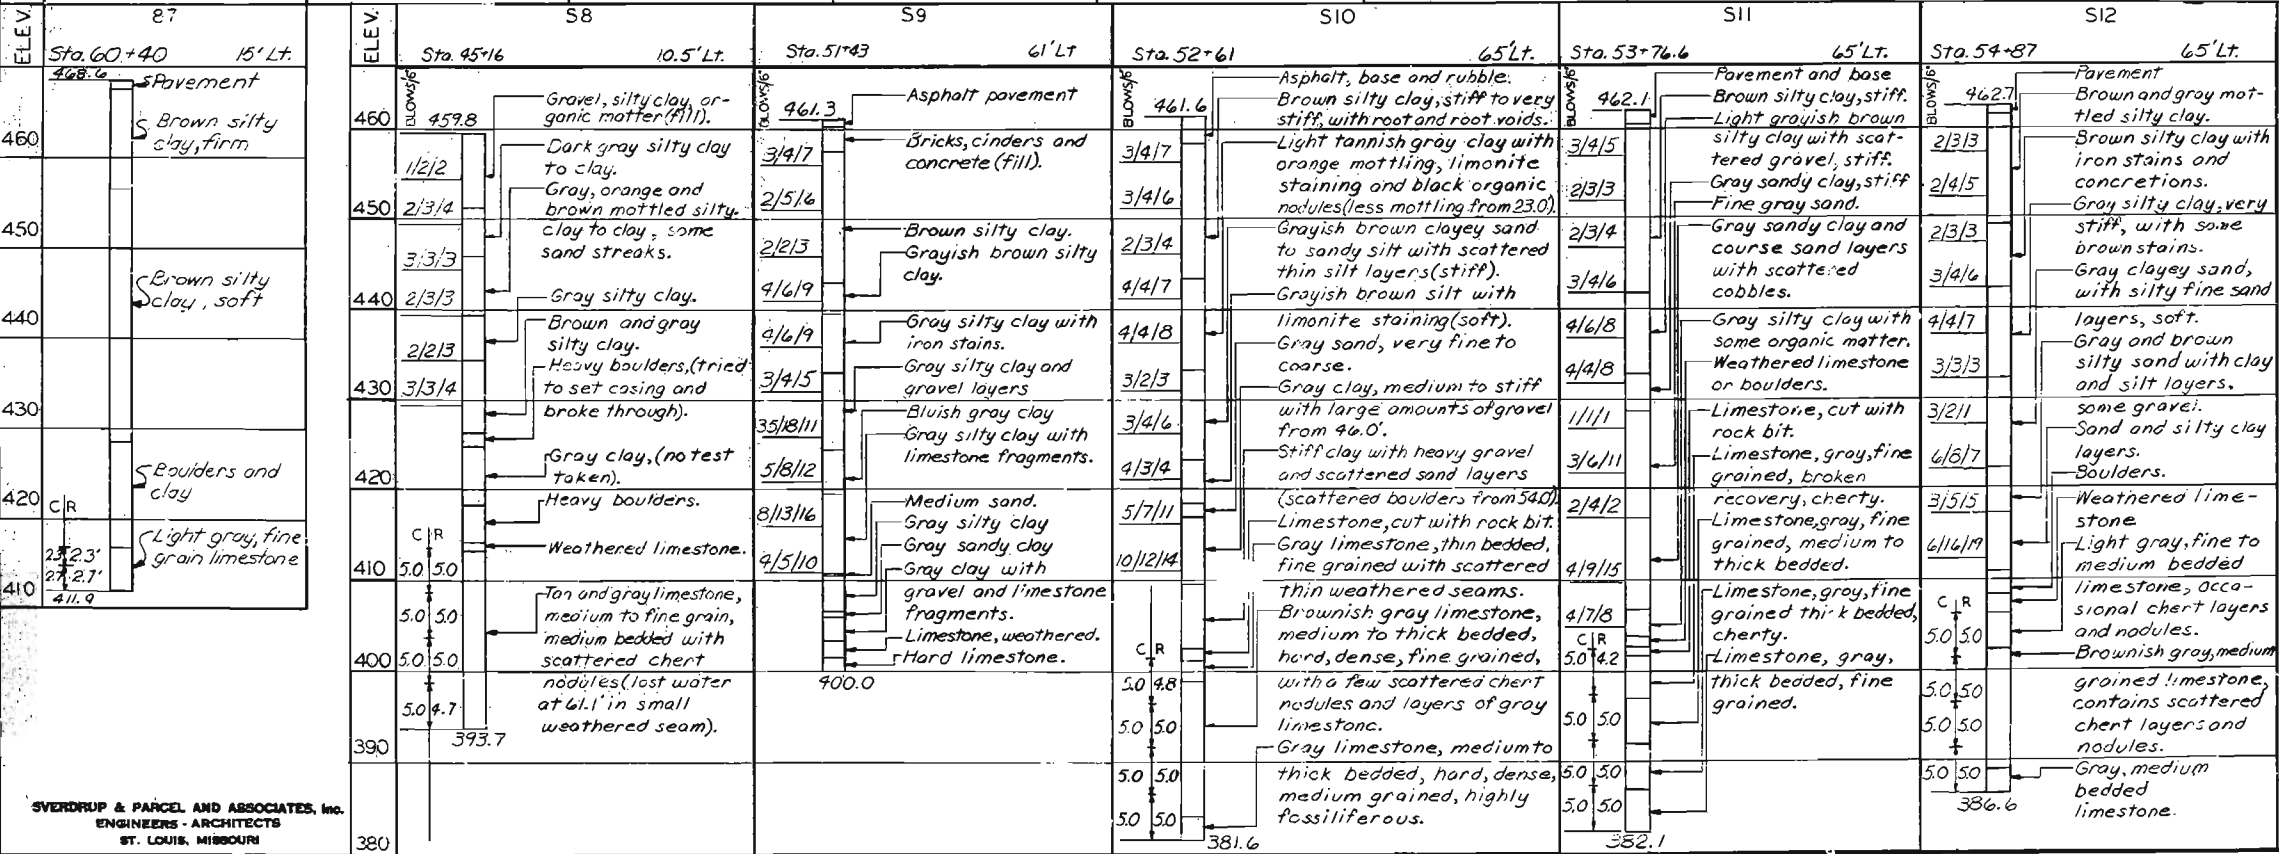 ELEV.
87
Sta. 60+40 15' Lt.
468.6
Pavement
Brown silty
clay, firm
Brown silty
clay, soft
Boulders and
clay
C R
Light gray, fine
grain limestone
2.3'
2.7'
411.9
460
450
440
430
420
410
SVERDRUP & PARCEL AND ASSOCIATES, Inc.
ENGINEERS - ARCHITECTS
ST. LOUIS, MISSOURI
ELEV.
460
450
440
430
420
410
400
390
380
S8
Sta. 45+16 10.5' Lt.
BLOWS/6"
459.8
1/2/2
2/3/4
3/3/3
2/3/3
2/2/3
3/3/4
C R
5.0 5.0
5.0 5.0
5.0 5.0
5.0 4.7
393.7
Gravel, silty clay, or-
ganic matter (fill).
Dark gray silty clay
to clay.
Gray, orange and
brown mottled silty
clay to clay, some
sand streaks.
Gray silty clay.
Brown and gray
silty clay.
Heavy boulders, (tried
to set casing and
broke through).
Gray clay, (no test
taken).
Heavy boulders.
Weathered limestone.
Tan and gray limestone,
medium to fine grain,
medium bedded with
scattered chert
nodules (lost water
at 61.1' in small
weathered seam).
S9
Sta. 51+43 61' Lt
BLOWS/6"
461.3
3/4/7
2/5/6
2/2/3
4/6/9
4/6/9
3/4/5
35/18/11
5/8/12
8/13/16
4/5/10
400.0
Asphalt pavement
Bricks, cinders and
concrete (fill).
Brown silty clay.
Grayish brown silty
clay.
Gray silty clay with
iron stains.
Gray silty clay and
gravel layers
Bluish gray clay
Gray silty clay with
limestone fragments.
Medium sand.
Gray silty clay
Gray sandy clay
Gray clay with
gravel and limestone
fragments.
Limestone, weathered.
Hard limestone.
S10
Sta. 52+61 65' Lt.
BLOWS/6"
461.6
3/4/7
3/4/6
2/3/4
4/4/7
4/4/8
3/2/3
3/4/6
4/3/4
5/7/11
10/12/14
C R
5.0 4.8
5.0 5.0
5.0 5.0
5.0 5.0
381.6
Asphalt, base and rubble.
Brown silty clay, stiff to very
stiff, with root and root voids.
Light tannish gray clay with
orange mottling, limonite
staining and black organic
nodules (less mottling from 23.0').
Grayish brown clayey sand
to sandy silt with scattered
thin silt layers (stiff).
Grayish brown silt with
limonite staining (soft).
Gray sand, very fine to
coarse.
Gray clay, medium to stiff
with large amounts of gravel
from 46.0'.
Stiff clay with heavy gravel
and scattered sand layers
(scattered boulders from 54.0')
Limestone, cut with rock bit.
Gray limestone, thin bedded,
fine grained with scattered
thin weathered seams.
Brownish gray limestone,
medium to thick bedded,
hard, dense, fine grained,
with a few scattered chert
nodules and layers of gray
limestone.
Gray limestone, medium to
thick bedded, hard, dense,
medium grained, highly
fossiliferous.
S11
Sta. 53+76.6 65' Lt.
BLOWS/6"
462.1
3/4/5
2/3/3
2/3/4
3/4/6
4/6/8
4/4/8
1/1/1
3/6/11
2/4/2
4/9/15
4/7/8
C R
5.0 4.2
5.0 5.0
5.0 5.0
5.0 5.0
382.1
Pavement and base
Brown silty clay, stiff.
Light grayish brown
silty clay with scat-
tered gravel, stiff.
Gray sandy clay, stiff
Fine gray sand.
Gray sandy clay and
course sand layers
with scattered
cobbles.
Gray silty clay with
some organic matter.
Weathered limestone
or boulders.
Limestone, cut with
rock bit.
Limestone, gray, fine
grained, broken
recovery, cherty.
Limestone, gray, fine
grained, medium to
thick bedded.
Limestone, gray, fine
grained thick bedded,
cherty.
Limestone, gray,
thick bedded, fine
grained.
S12
Sta. 54+87 65' Lt.
BLOWS/6"
462.7
2/3/3
2/4/5
2/3/3
3/4/6
4/4/7
3/3/3
3/2/1
6/8/7
3/5/5
6/16/19
C R
5.0 5.0
5.0 5.0
5.0 5.0
5.0 5.0
386.6
Pavement
Brown and gray mot-
tled silty clay.
Brown silty clay with
iron stains and
concretions.
Gray silty clay, very
stiff, with some
brown stains.
Gray clayey sand,
with silty fine sand
layers, soft.
Gray and brown
silty sand with clay
and silt layers,
some gravel.
Sand and silty clay
layers.
Boulders.
Weathered lime-
stone
Light gray, fine to
medium bedded
limestone, occa-
sional chert layers
and nodules.
Brownish gray, medium
grained limestone,
contains scattered
chert layers and
nodules.
Gray, medium
bedded
limestone.